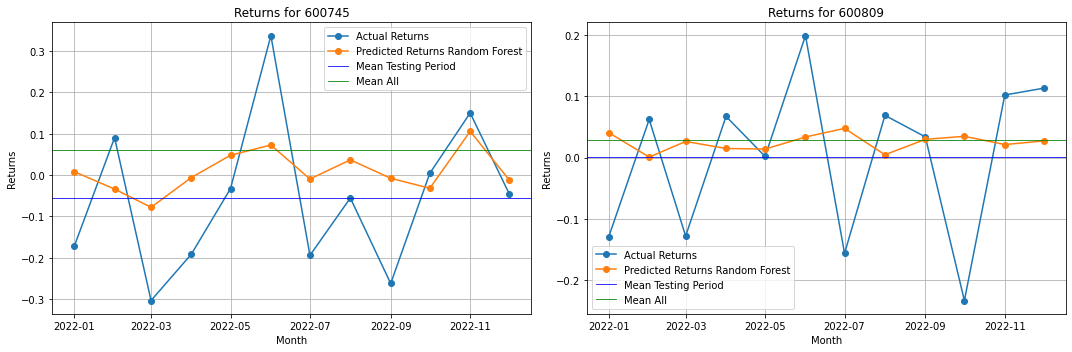 Returns for 600745
Returns
0.3
0.2
0.1
0.0
−0.1
−0.2
−0.3
Actual Returns
Predicted Returns Random Forest
Mean Testing Period
Mean All
2022-01 2022-03 2022-05 2022-07 2022-09 2022-11
Month
Returns for 600809
Returns
0.2
0.1
0.0
−0.1
−0.2
Actual Returns
Predicted Returns Random Forest
Mean Testing Period
Mean All
2022-01 2022-03 2022-05 2022-07 2022-09 2022-11
Month